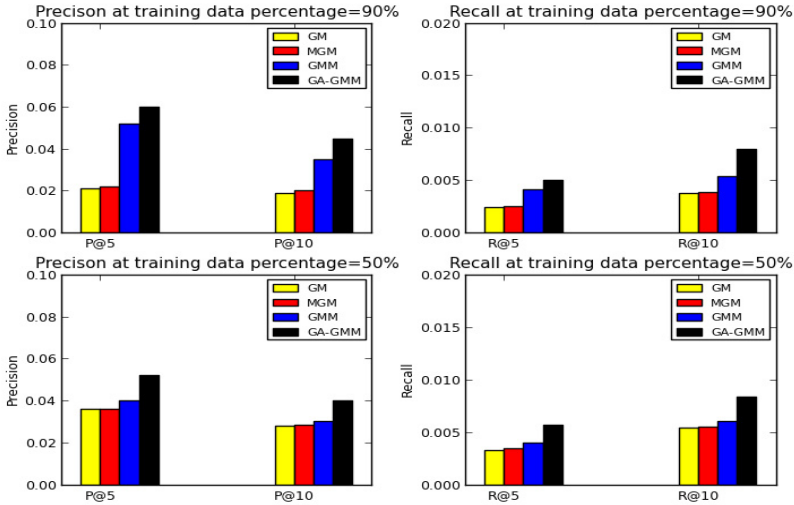 Precison at training data percentage=90%
0.10
0.08
0.06
0.04
0.02
0.00
Precision
GM
MGM
GMM
GA-GMM
P@5
P@10
Recall at training data percentage=90%
0.020
0.015
0.010
0.005
0.000
Recall
GM
MGM
GMM
GA-GMM
R@5
R@10
Precison at training data percentage=50%
0.10
0.08
0.06
0.04
0.02
0.00
Precision
GM
MGM
GMM
GA-GMM
P@5
P@10
Recall at training data percentage=50%
0.020
0.015
0.010
0.005
0.000
Recall
GM
MGM
GMM
GA-GMM
R@5
R@10